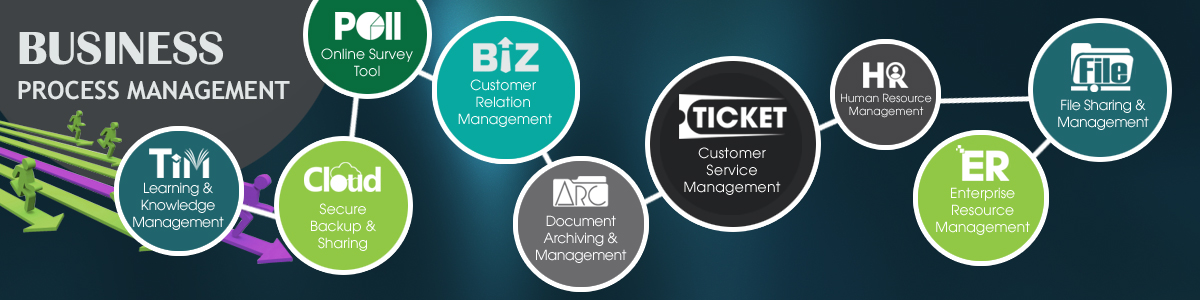 BUSINESS
PROCESS MANAGEMENT
TiM
Learning &
Knowledge
Management
Cloud
Secure
Backup &
Sharing
Poll
Online Survey
Tool
BiZ
Customer
Relation
Management
ARC
Document
Archiving &
Management
TICKET
Customer
Service
Management
HR
Human Resource
Management
ER
Enterprise
Resource
Management
File
File Sharing &
Management